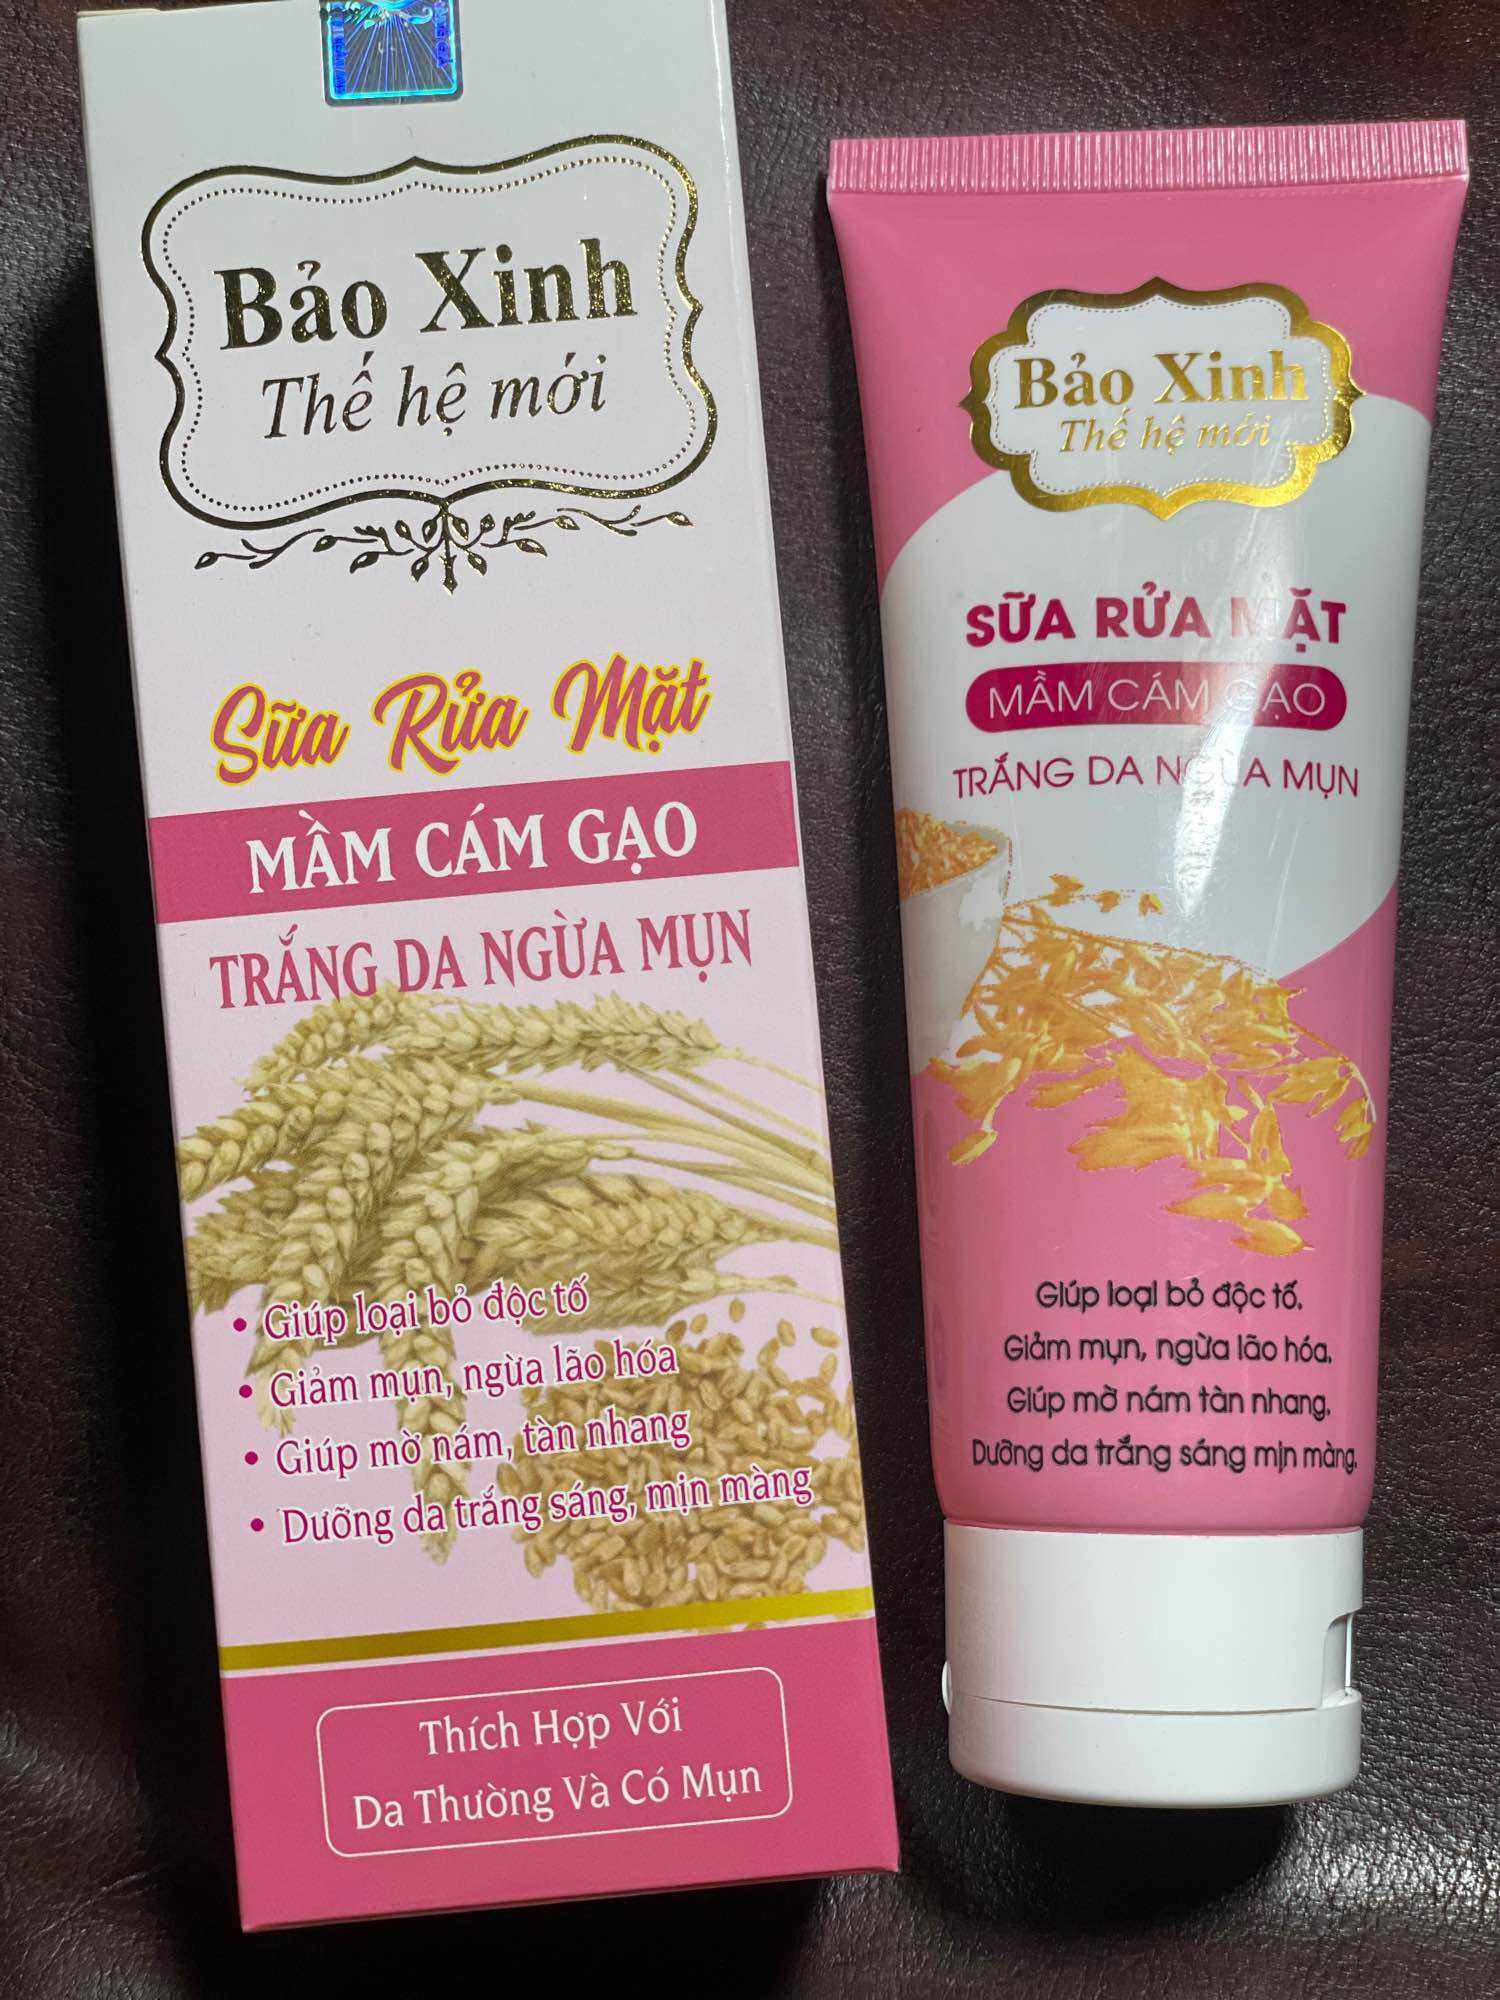 Bảo Xinh
Thế hệ mới
Sữa Rửa Mặt
MẦM CÁM GẠO
TRẮNG DA NGỪA MỤN
• Giúp loại bỏ độc tố
• Giảm mụn, ngừa lão hóa
• Giúp mờ nám, tàn nhang
• Dưỡng da trắng sáng, mịn màng
Thích Hợp Với
Da Thường Và Có Mụn
Bảo Xinh
Thế hệ mới
SỮA RỬA MẶT
MẦM CÁM GẠO
TRẮNG DA NGỪA MỤN
Giúp loại bỏ độc tố,
Giảm mụn, ngừa lão hóa,
Giúp mờ nám tàn nhang,
Dưỡng da trắng sáng mịn màng.